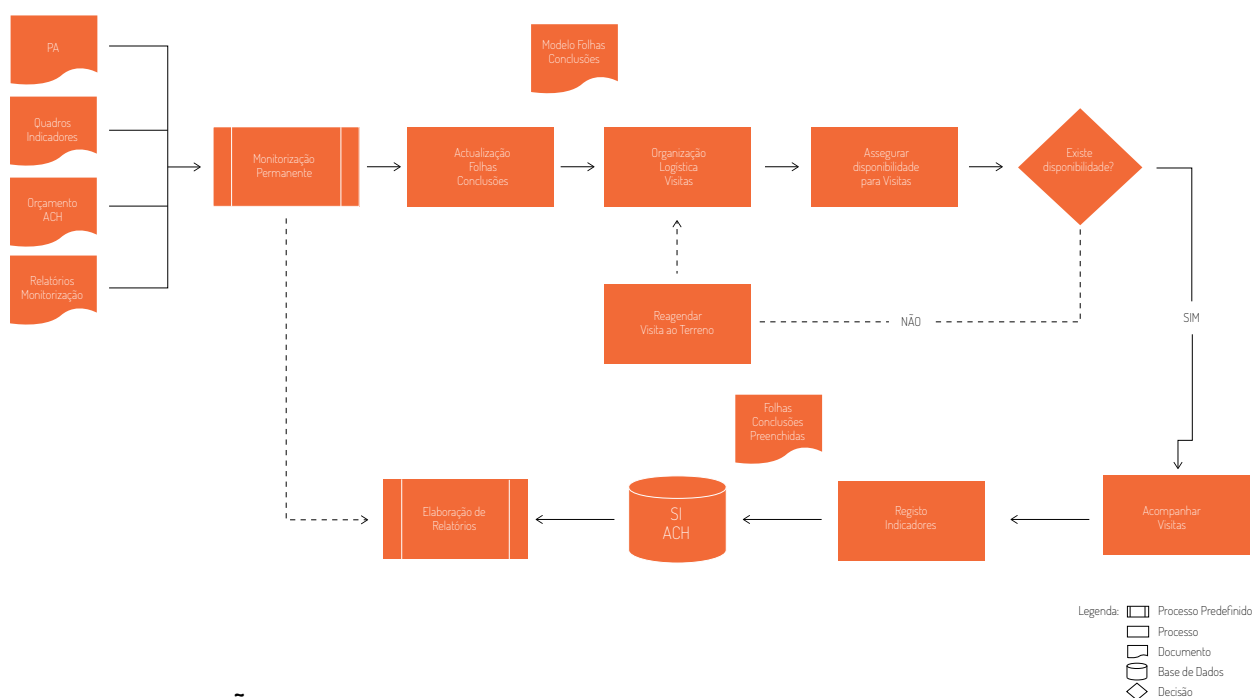 PA
Quadros
Indicadores
Orçamento
ACH
Relatórios
Monitorização
Monitorização
Permanente
Actualização
Folhas
Conclusões
Modelo Folhas
Conclusões
Organização
Logística
Visitas
Assegurar
disponibilidade
para Visitas
Existe
disponibilidade?
Reagendar
Visita ao Terreno
NÃO
SIM
Folhas
Conclusões
Preenchidas
Elaboração de
Relatórios
SI
ACH
Registo
Indicadores
Acompanhar
Visitas
Legenda:
Processo Predefinido
Processo
Documento
Base de Dados
Decisão